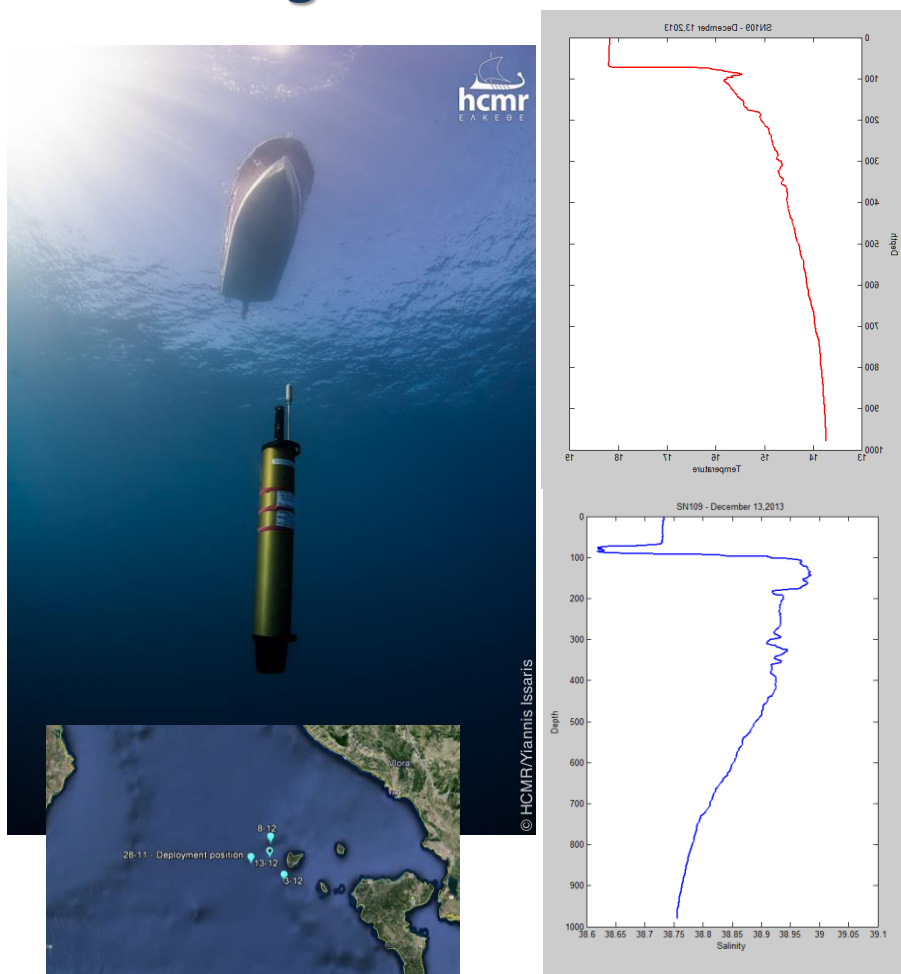 hcmr
ΕΛΚΕΘΕ
© HCMR/Yiannis Issaris
SN109 - December 13,2013
0
100
200
300
400
500
600
700
800
900
1000
Depth
19 18 17 16 15 14 13
Temperature
SN109 - December 13,2013
0
100
200
300
400
500
600
700
800
900
1000
Depth
38.6 38.65 38.7 38.75 38.8 38.85 38.9 38.95 39 39.05 39.1
Salinity
Vlora
8-12
28-11 - Deployment position
13-12
3-12